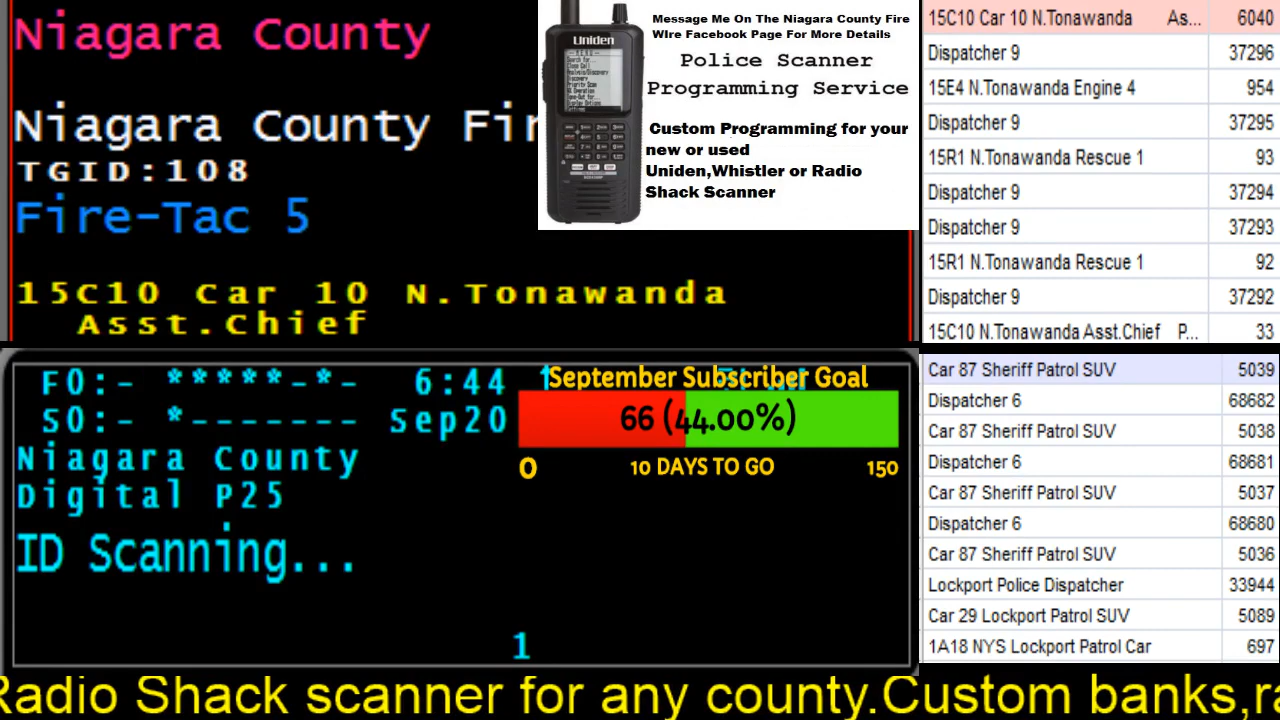 Niagara County
Niagara County Fir
TGID:108
Fire-Tac 5
15C10 Car 10 N.Tonawanda
Asst.Chief
Uniden
Message Me On The Niagara County Fire
WIre Facebook Page For More Details
Police Scanner
Programming Service
Custom Programming for your
new or used
Uniden,Whistler or Radio
Shack Scanner
15C10 Car 10 N.Tonawanda As... 6040
Dispatcher 9 37296
15E4 N.Tonawanda Engine 4 954
Dispatcher 9 37295
15R1 N.Tonawanda Rescue 1 93
Dispatcher 9 37294
Dispatcher 9 37293
15R1 N.Tonawanda Rescue 1 92
Dispatcher 9 37292
15C10 N.Tonawanda Asst.Chief P... 33
F0:- *****-*- 6:44
S0:- *------- Sep20
Niagara County
Digital P25
ID Scanning...
1
September Subscriber Goal
66 (44.00%)
0 10 DAYS TO GO 150
Car 87 Sheriff Patrol SUV 5039
Dispatcher 6 68682
Car 87 Sheriff Patrol SUV 5038
Dispatcher 6 68681
Car 87 Sheriff Patrol SUV 5037
Dispatcher 6 68680
Car 87 Sheriff Patrol SUV 5036
Lockport Police Dispatcher 33944
Car 29 Lockport Patrol SUV 5089
1A18 NYS Lockport Patrol Car 697
Radio Shack scanner for any county.Custom banks,ra